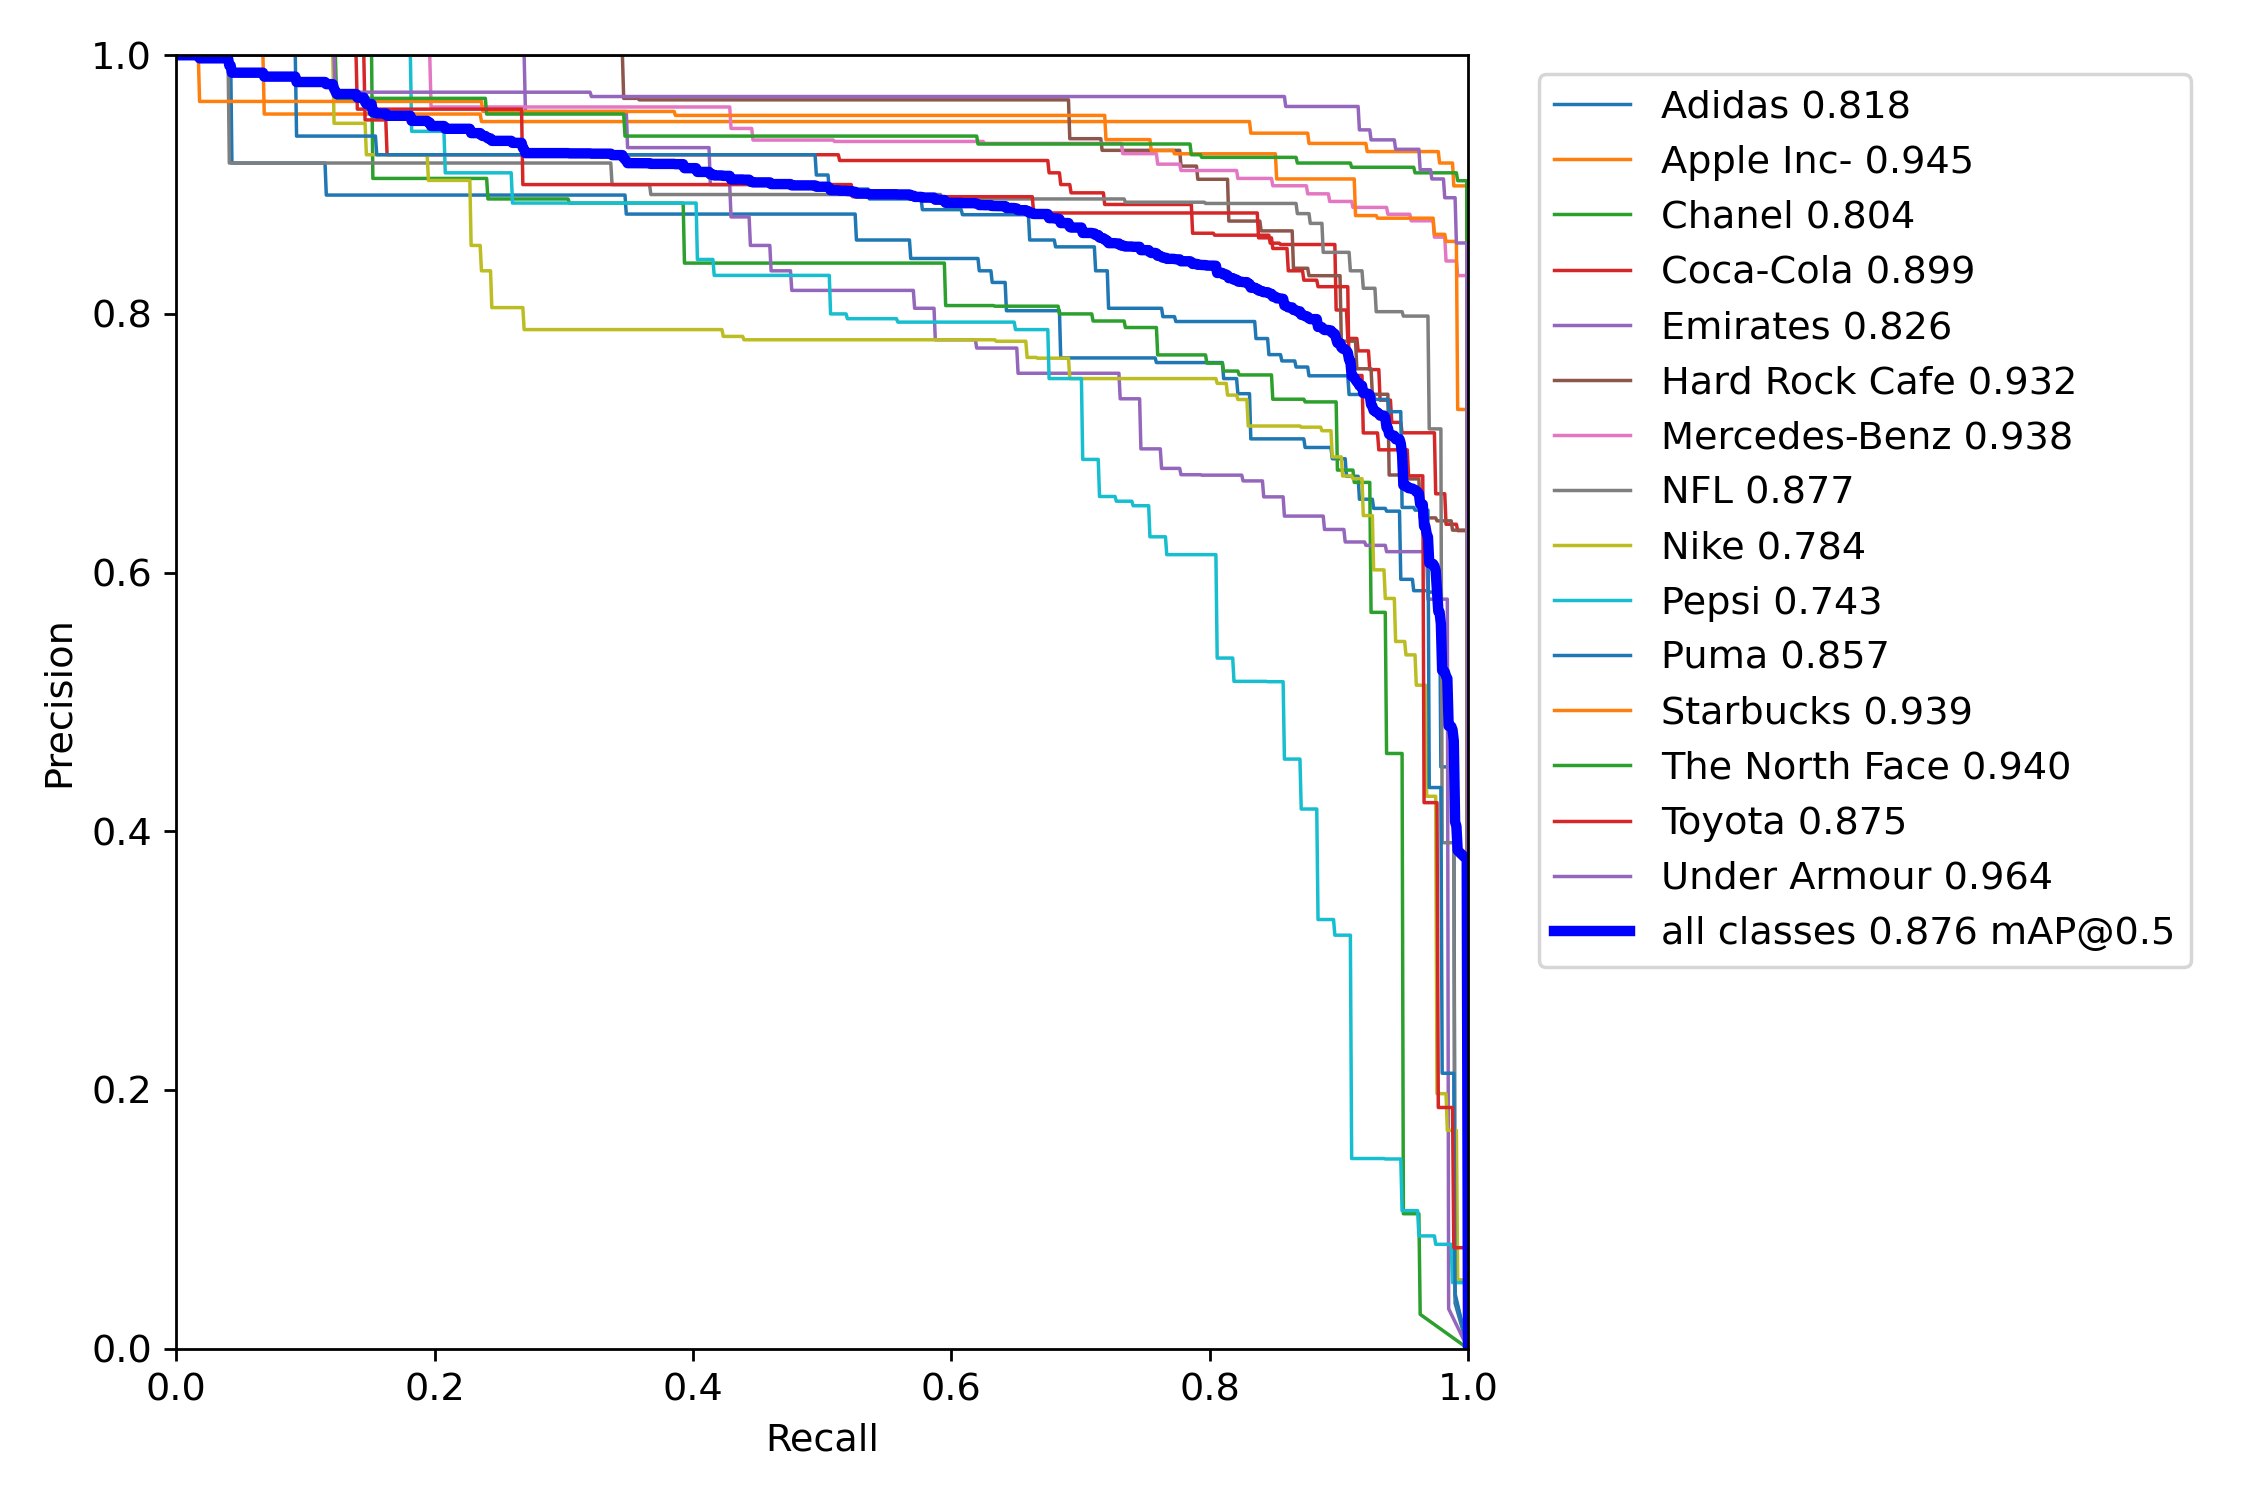 1.0
0.8
0.6
0.4
0.2
0.0
Precision
0.0 0.2 0.4 0.6 0.8 1.0
Recall
Adidas 0.818
Apple Inc- 0.945
Chanel 0.804
Coca-Cola 0.899
Emirates 0.826
Hard Rock Cafe 0.932
Mercedes-Benz 0.938
NFL 0.877
Nike 0.784
Pepsi 0.743
Puma 0.857
Starbucks 0.939
The North Face 0.940
Toyota 0.875
Under Armour 0.964
all classes 0.876 mAP@0.5